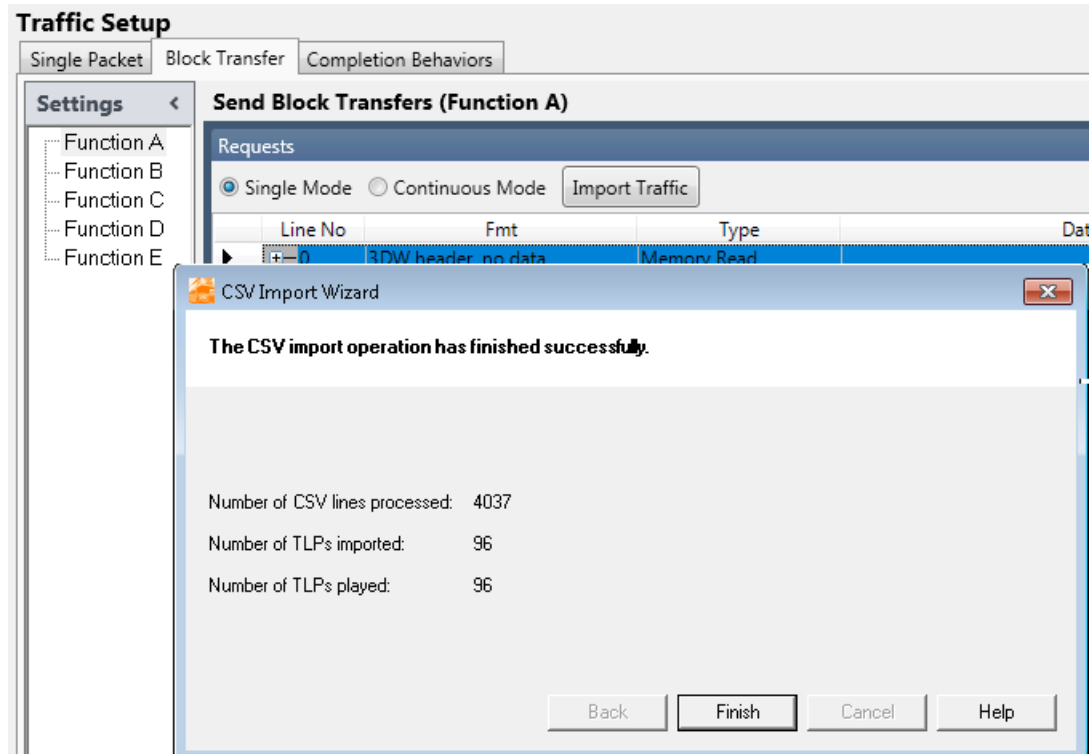 Traffic Setup
Single Packet Block Transfer Completion Behaviors
Settings <
Send Block Transfers (Function A)
Function A
Function B
Function C
Function D
Function E
Requests
Single Mode Continuous Mode Import Traffic
Line No Fmt Type Dat
0 3DW header, no data Memory Read
CSV Import Wizard
The CSV import operation has finished successfully.
Number of CSV lines processed: 4037
Number of TLPs imported: 96
Number of TLPs played: 96
Back Finish Cancel Help